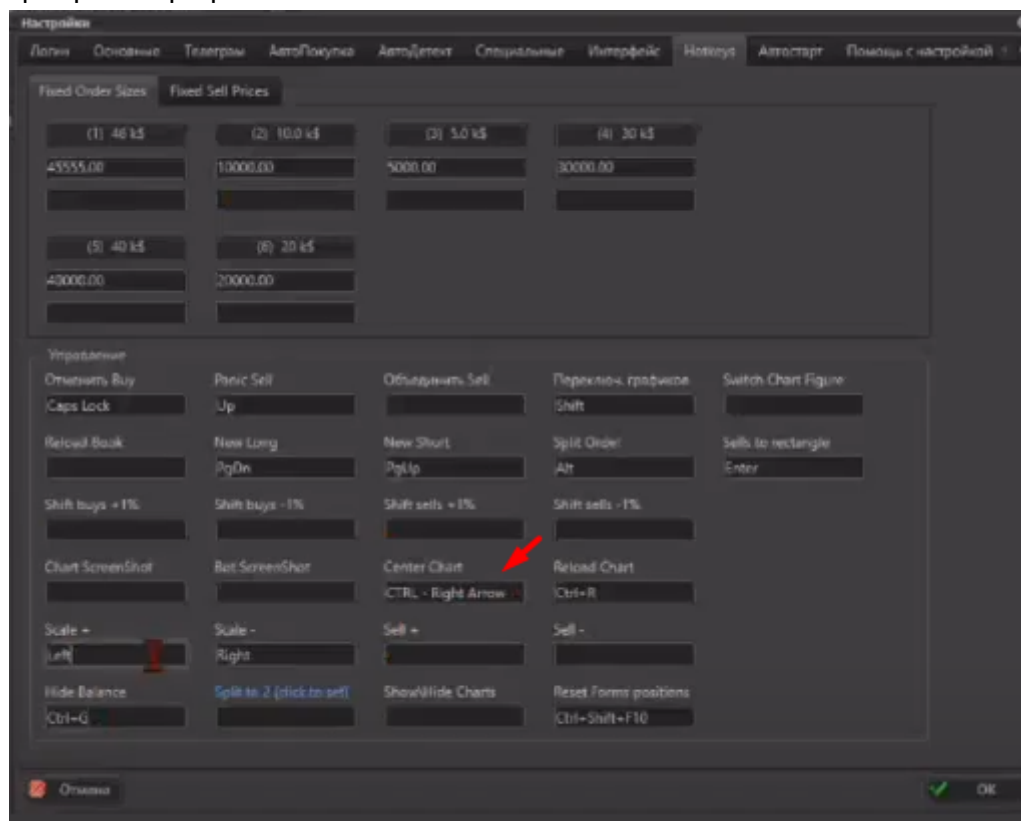 Настройки
Логин Основные Телеграм АвтоПокупка АвтоДетект Специальные Интерфейс Hotkeys Автостарт Помощь с настройкой
Fixed Order Sizes Fixed Sell Prices
(1) 46 k$ (2) 10.0 k$ (3) 5.0 k$ (4) 30 k$
45555.00 10000.00 5000.00 30000.00
(5) 40 k$ (6) 20 k$
40000.00 20000.00
Управление
Отменить Buy Panic Sell Объединить Sell Переключ. графиков Switch Chart Figure
Caps Lock Up Shift
Reload Book New Long New Short Split Order Sells to rectangle
PgDn PgUp Alt Enter
Shift buys +1% Shift buys -1% Shift sells +1% Shift sells -1%
Chart ScreenShot Bot ScreenShot Center Chart Reload Chart
CTRL - Right Arrow Ctrl+R
Scale + Scale - Sell + Sell -
Left Right
Hide Balance Split to 2 (click to set) Show\Hide Charts Reset Forms positions
Ctrl+G Ctrl+Shift+F10
Отмена OK